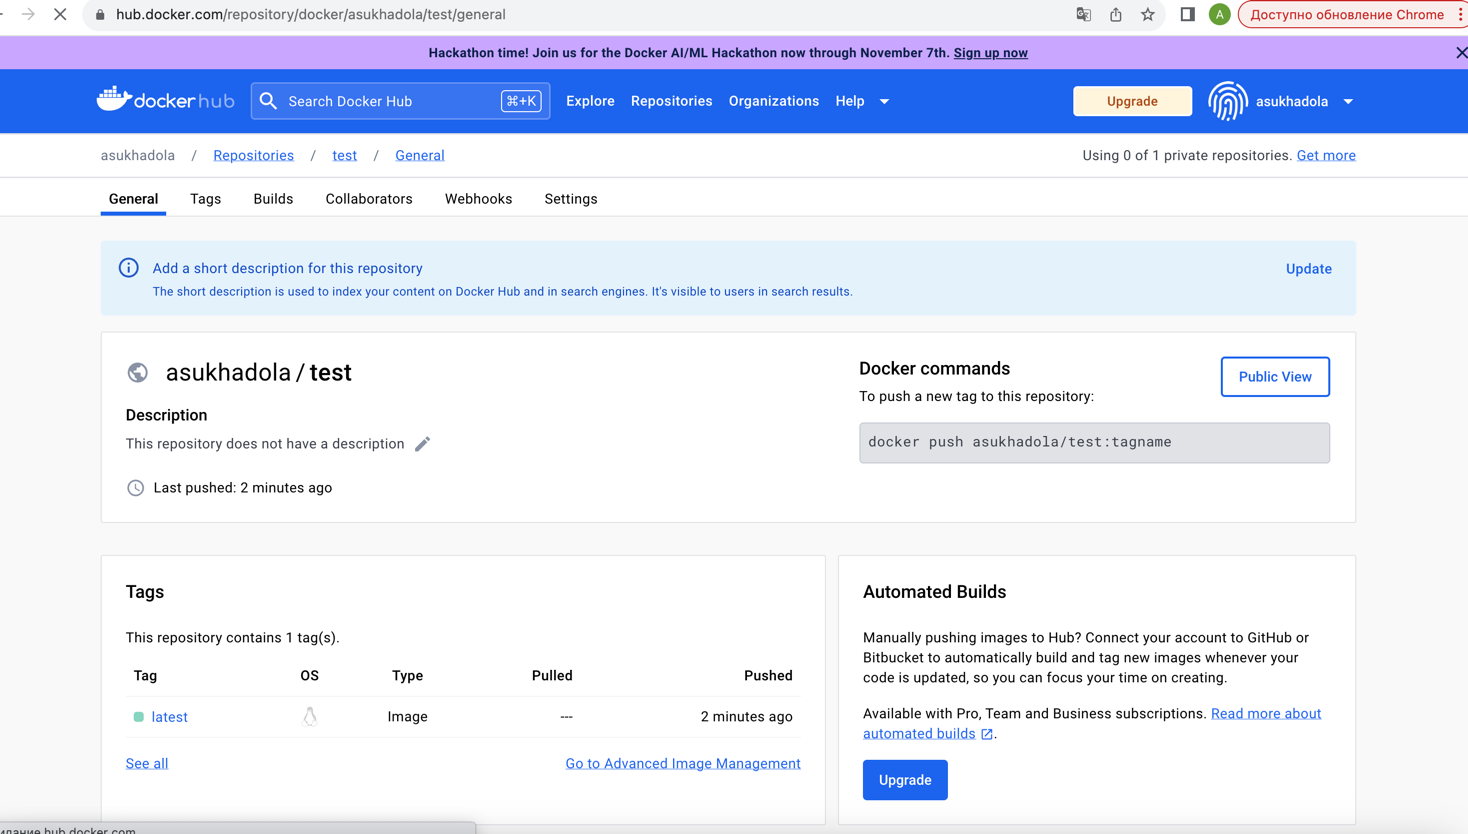 hub.docker.com/repository/docker/asukhadola/test/general
A
Доступно обновление Chrome
Hackathon time! Join us for the Docker AI/ML Hackathon now through November 7th. Sign up now
dockerhub
Search Docker Hub
⌘+K
Explore
Repositories
Organizations
Help
Upgrade
asukhadola
asukhadola / Repositories / test / General
Using 0 of 1 private repositories. Get more
General
Tags
Builds
Collaborators
Webhooks
Settings
Add a short description for this repository
Update
The short description is used to index your content on Docker Hub and in search engines. It's visible to users in search results.
asukhadola / test
Description
This repository does not have a description
Last pushed: 2 minutes ago
Docker commands
Public View
To push a new tag to this repository:
docker push asukhadola/test:tagname
Tags
This repository contains 1 tag(s).
Tag OS Type Pulled Pushed
latest Image --- 2 minutes ago
See all
Go to Advanced Image Management
Automated Builds
Manually pushing images to Hub? Connect your account to GitHub or
Bitbucket to automatically build and tag new images whenever your
code is updated, so you can focus your time on creating.
Available with Pro, Team and Business subscriptions. Read more about
automated builds.
Upgrade
hub.docker.com